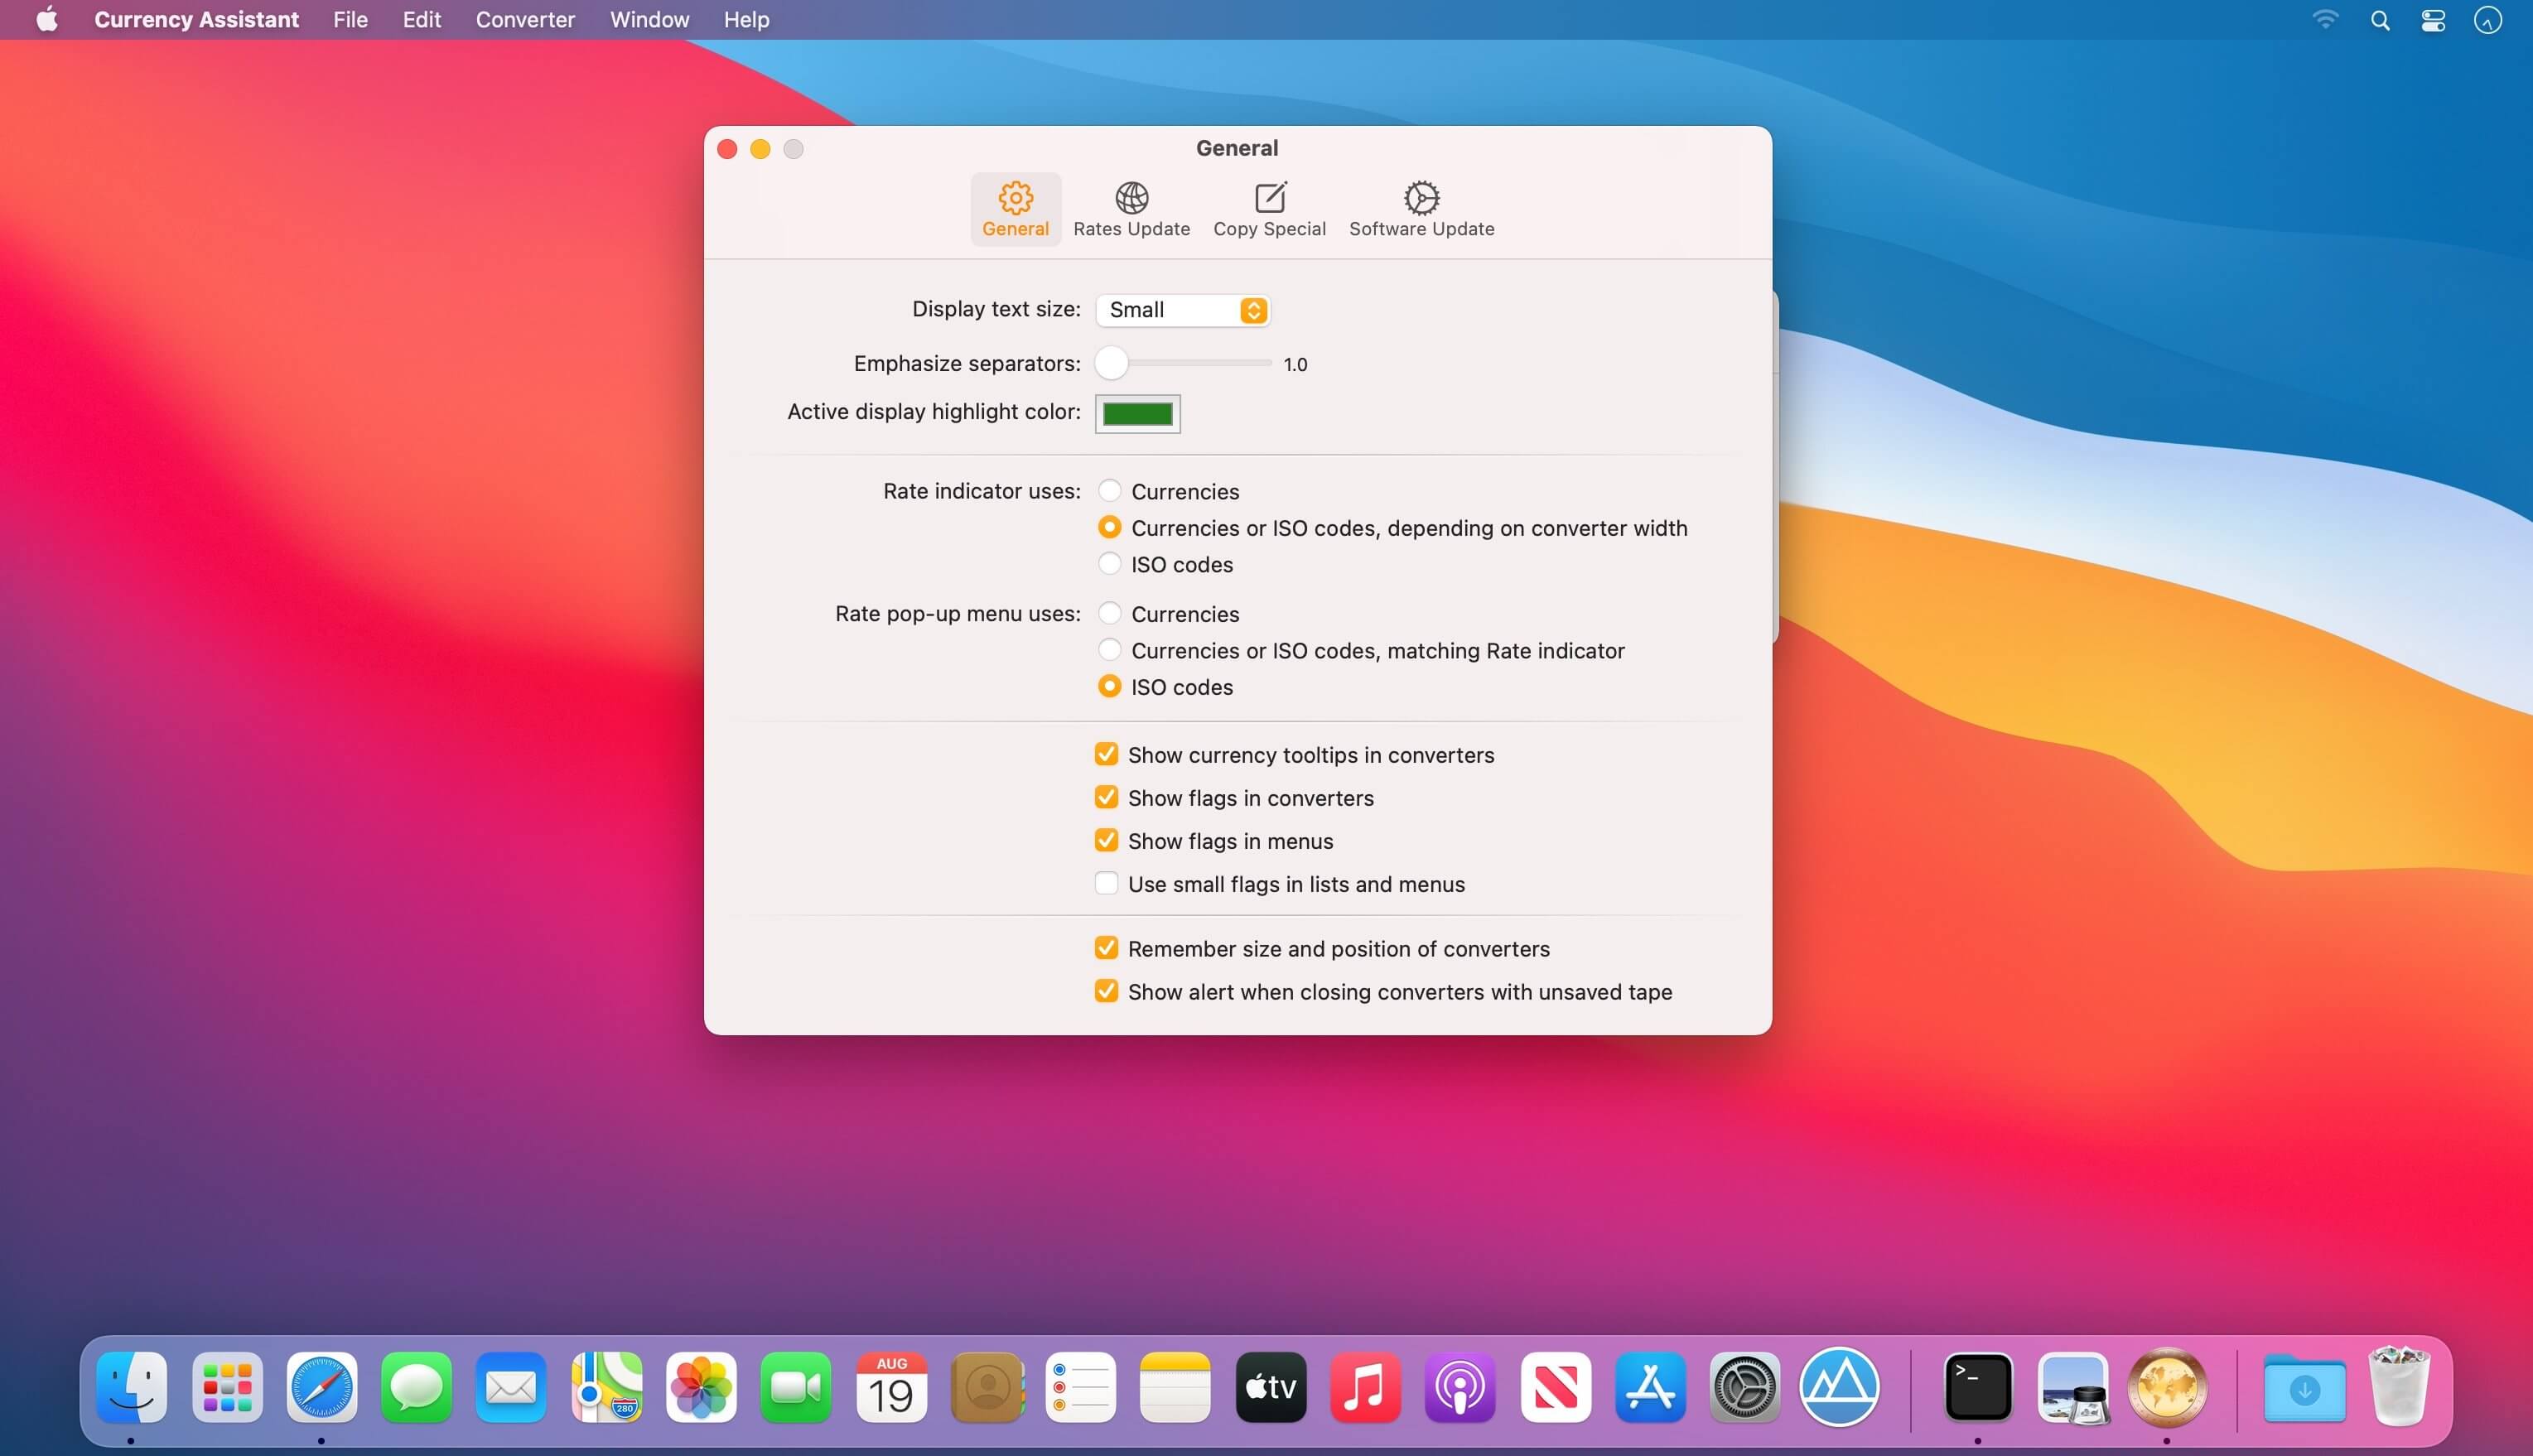 Currency Assistant File Edit Converter Window Help
General
General Rates Update Copy Special Software Update
Display text size: Small
Emphasize separators: 1.0
Active display highlight color:
Rate indicator uses: Currencies
Currencies or ISO codes, depending on converter width
ISO codes
Rate pop-up menu uses: Currencies
Currencies or ISO codes, matching Rate indicator
ISO codes
Show currency tooltips in converters
Show flags in converters
Show flags in menus
Use small flags in lists and menus
Remember size and position of converters
Show alert when closing converters with unsaved tape
280
AUG
19
tv
>_